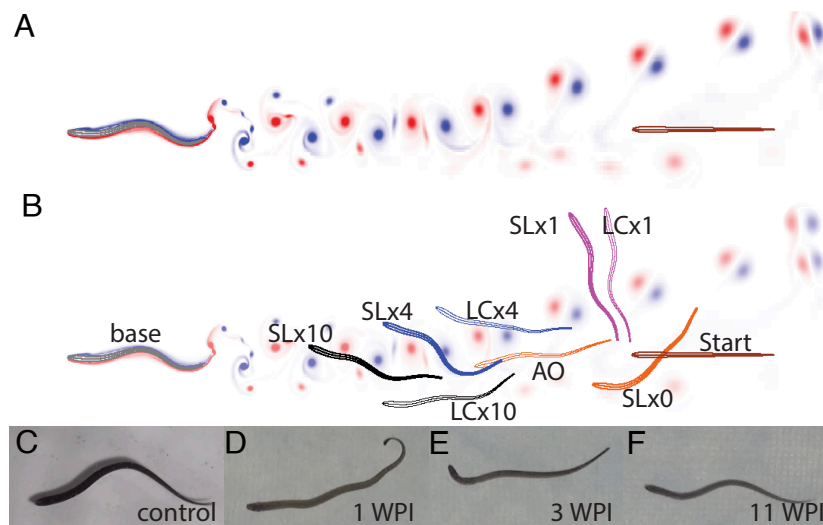 A
B
SLx1
LCx1
base
SLx10
SLx4
LCx4
AO
LCx10
SLx0
Start
C
control
D
1 WPI
E
3 WPI
F
11 WPI